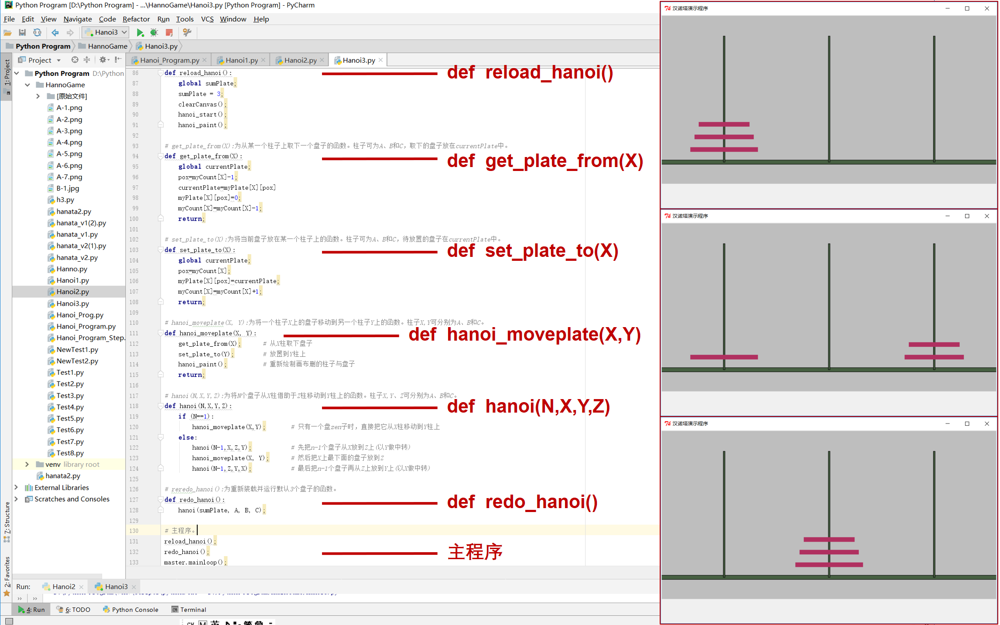 Python Program [D:\Python Program] - ...\HannoGame\Hanoi3.py [Python Program] - PyCharm
File Edit View Navigate Code Refactor Run Tools VCS Window Help
Hanoi3
Python Program HannoGame Hanoi3.py
Project
Hanoi_Program.py Hanoi1.py Hanoi2.py Hanoi3.py
1: Project
7: Structure
2: Favorites
Python Program D:\Python
HannoGame
[原始文件]
A-1.png
A-2.png
A-3.png
A-4.png
A-5.png
A-6.png
A-7.png
B-1.jpg
h3.py
hanata2.py
hanata_v1(2).py
hanata_v1.py
hanata_v2(1).py
hanata_v2.py
Hanno.py
Hanoi1.py
Hanoi2.py
Hanoi3.py
Hanoi_Prog.py
Hanoi_Program.py
Hanoi_Program_Step.
NewTest1.py
NewTest2.py
Test1.py
Test2.py
Test3.py
Test4.py
Test5.py
Test6.py
Test7.py
Test8.py
venv library root
hanata2.py
External Libraries
Scratches and Consoles
86 def reload_hanoi():
87 global sumPlate;
88 sumPlate = 3;
89 clearCanvas();
90 hanoi_start();
91 hanoi_paint();
92
93 # get_plate_from(X):为从某一个柱子上取下一个盘子的函数。柱子可为A、B和C，取下的盘子放在currentPlate中。
94 def get_plate_from(X):
95 global currentPlate;
96 pox=myCount[X]-1;
97 currentPlate=myPlate[X][pox]
98 myPlate[X][pox]=0;
99 myCount[X]=myCount[X]-1;
100 return;
101
102 # set_plate_to(X):为将当前盘子放在某一个柱子上的函数。柱子可为A、B和C，待放置的盘子在currentPlate中。
103 def set_plate_to(X):
104 global currentPlate;
105 pox=myCount[X];
106 myPlate[X][pox]=currentPlate;
107 myCount[X]=myCount[X]+1;
108 return;
109
110 # hanoi_moveplate(X, Y):为将一个柱子X上的盘子移动到另一个柱子Y上的函数。柱子X,Y可分别为A、B和C。
111 def hanoi_moveplate(X, Y):
112 get_plate_from(X); # 从X柱取下盘子
113 set_plate_to(Y); # 放置到Y柱上
114 hanoi_paint(); # 重新绘制画布删的柱子与盘子
115 return;
116
117 # hanoi(N,X,Y,Z):为将N个盘子从X柱借助于Z柱移动到Y柱上的函数。柱子X,Y、Z可分别为A、B和C。
118 def hanoi(N,X,Y,Z):
119 if (N==1):
120 hanoi_moveplate(X,Y); # 只有一个盘zen子时，直接把它从X柱移动到Y柱上
121 else:
122 hanoi(N-1,X,Z,Y); # 先把n-1个盘子从X放到Z上(以Y做中转)
123 hanoi_moveplate(X, Y); # 然后把X上最下面的盘子放到Z
124 hanoi(N-1,Z,Y,X); # 最后把n-1个盘子再从Z上放到Y上(以X做中转)
125
126 # reredo_hanoi():为重新装载并运行默认3个盘子的函数。
127 def redo_hanoi():
128 hanoi(sumPlate, A, B, C);
129
130 # 主程序。
131 reload_hanoi();
132 redo_hanoi();
133 master.mainloop();
def reload_hanoi()
def get_plate_from(X)
def set_plate_to(X)
def hanoi_moveplate(X,Y)
def hanoi(N,X,Y,Z)
def redo_hanoi()
主程序
汉诺塔演示程序
汉诺塔演示程序
汉诺塔演示程序
Run: Hanoi2 Hanoi3
4: Run 6: TODO Python Console Terminal